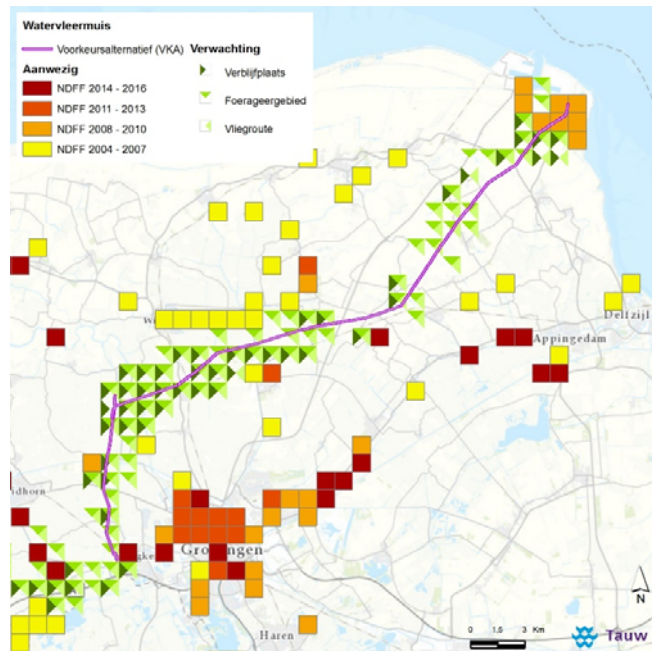 Watervleermuis
Voorkeursalternatief (VKA)
Verwachting
Aanwezig
Verblijfplaats
NDFF 2014 - 2016
NDFF 2011 - 2013
Foerageergebied
NDFF 2008 - 2010
Vliegroute
NDFF 2004 - 2007
Delfzijl
Appingedam
Groningen
Haren
N
0 1,5 3 Km
Tauw